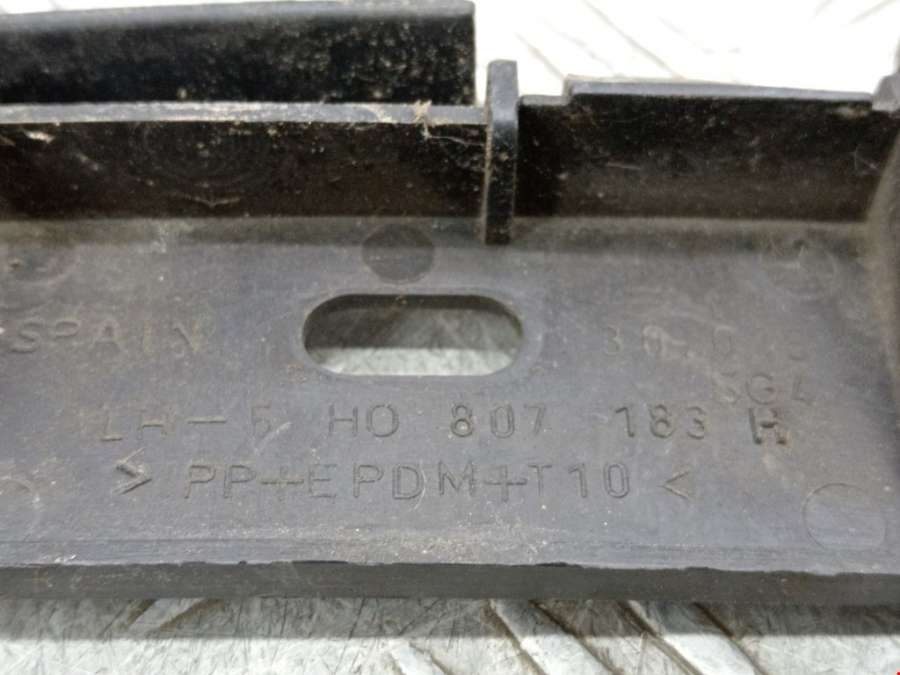 SPAIN
LH-5 HO 807 183 H
> PP+EPDM+T10 <